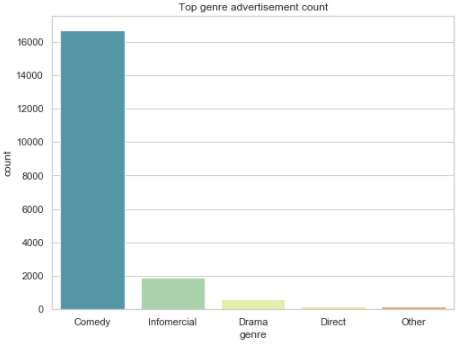 Top genre advertisement count
16000
14000
12000
10000
8000
6000
4000
2000
0
count
Comedy Infomercial Drama Direct Other
genre